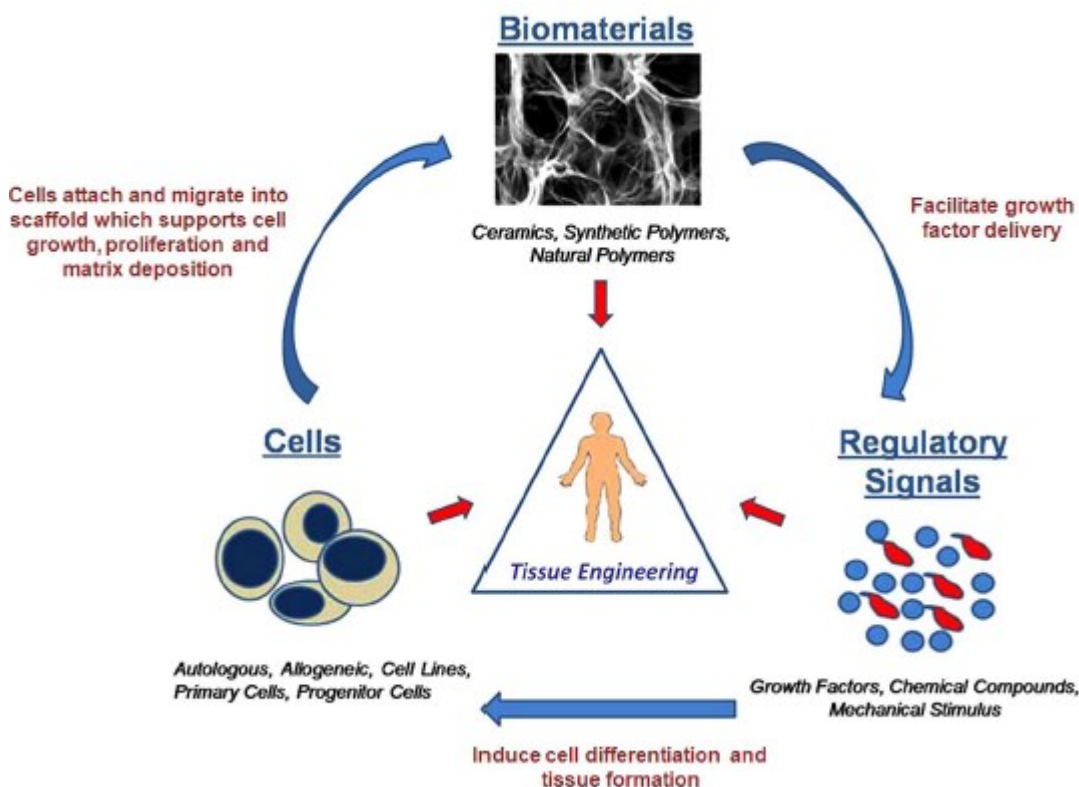 Biomaterials
Cells attach and migrate into
scaffold which supports cell
growth, proliferation and
matrix deposition
Facilitate growth
factor delivery
Ceramics, Synthetic Polymers,
Natural Polymers
Cells
Regulatory
Signals
Tissue Engineering
Autologous, Allogeneic, Cell Lines,
Primary Cells, Progenitor Cells
Growth Factors, Chemical Compounds,
Mechanical Stimulus
Induce cell differentiation and
tissue formation